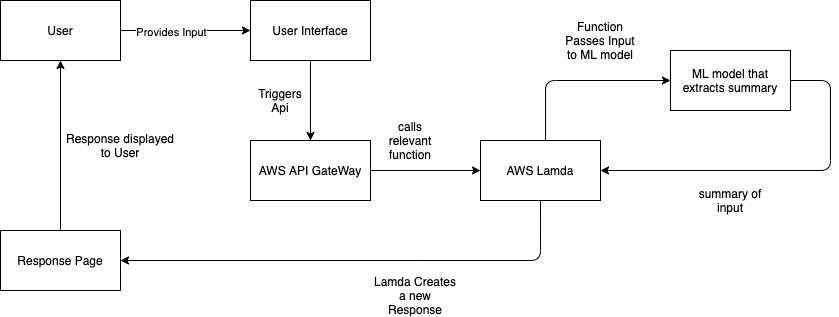 User
Provides Input
User Interface
Function
Passes Input
to ML model
ML model that
extracts summary
Triggers
Api
Response displayed
to User
calls
relevant
function
AWS API GateWay
AWS Lamda
summary of
input
Response Page
Lamda Creates
a new
Response